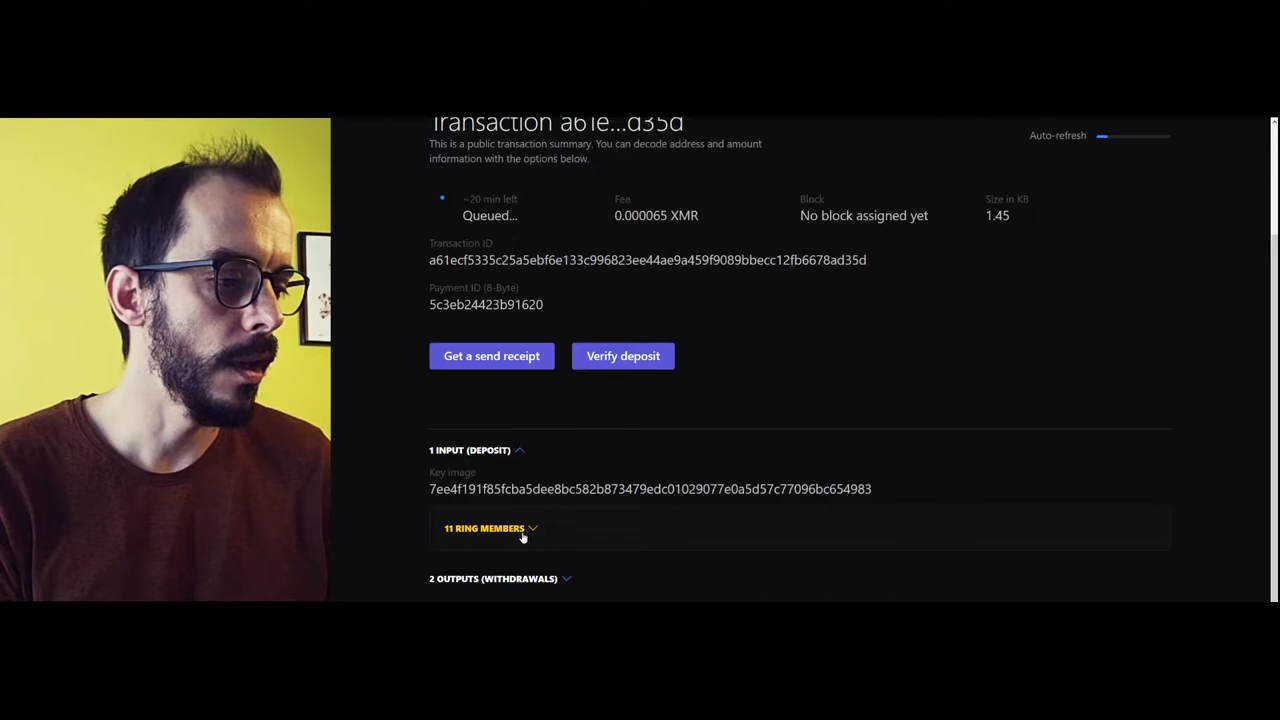 Transaction a61e...d35d
This is a public transaction summary. You can decode address and amount
information with the options below.
Auto-refresh
~20 min left
Queued...
Fee
0.000065 XMR
Block
No block assigned yet
Size in KB
1.45
Transaction ID
a61ecf5335c25a5ebf6e133c996823ee44ae9a459f9089bbecc12fb6678ad35d
Payment ID (8-Byte)
5c3eb24423b91620
Get a send receipt
Verify deposit
1 INPUT (DEPOSIT)
Key image
7ee4f191f85fcba5dee8bc582b873479edc01029077e0a5d57c77096bc654983
11 RING MEMBERS
2 OUTPUTS (WITHDRAWALS)